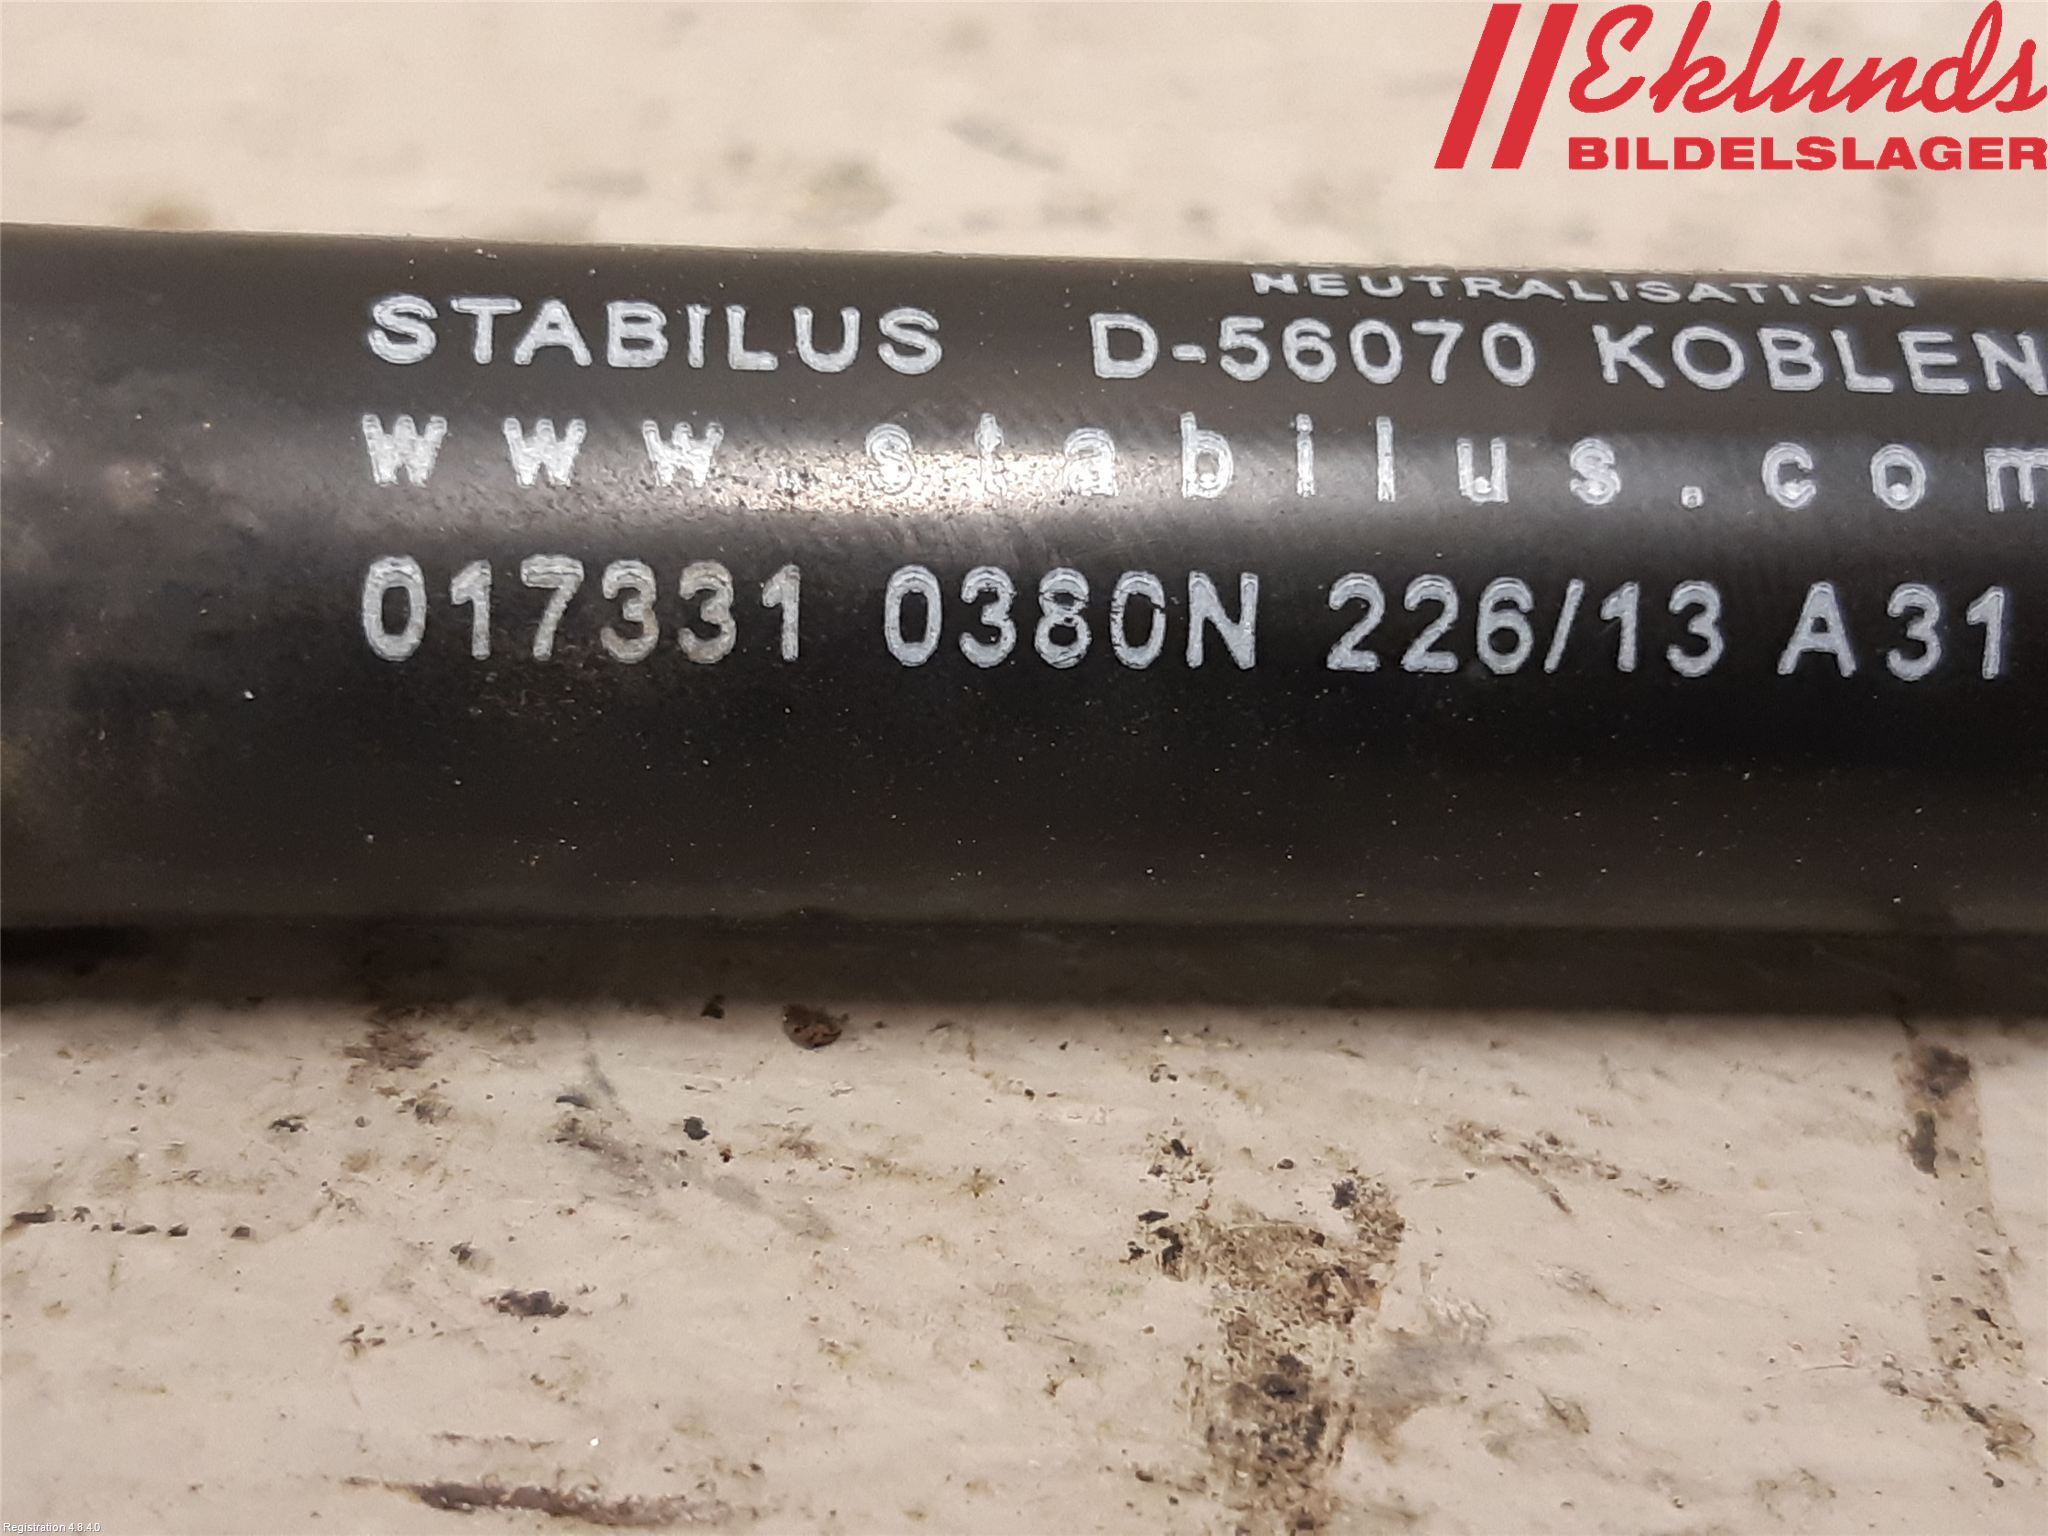 Eklunds
BILDELSLAGER
NEUTRALISATION
STABILUS D-56070 KOBLEN
www.stabilus.com
017331 0380N 226/13 A31
Registration 4.8.4.0